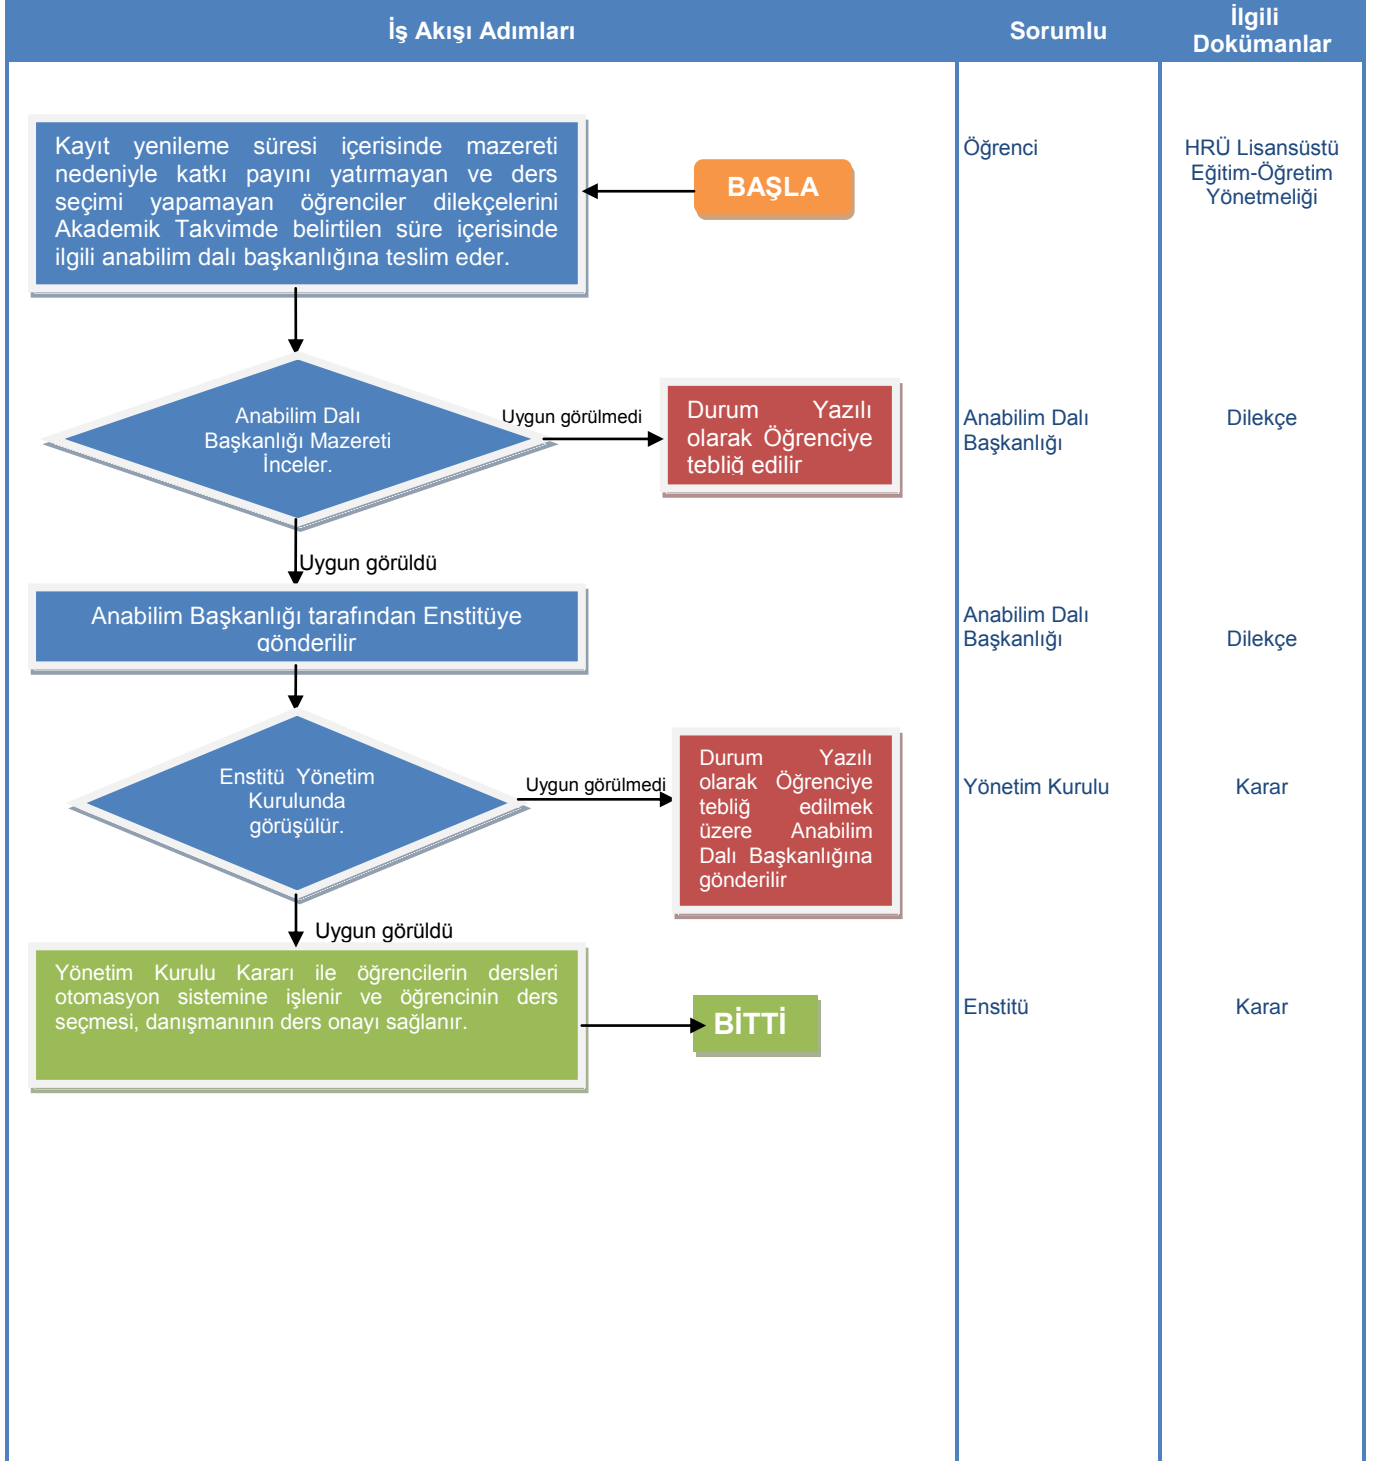 İş Akışı Adımları
Sorumlu
İlgili
Dokümanlar
Kayıt yenileme süresi içerisinde mazereti
nedeniyle katkı payını yatırmayan ve ders
seçimi yapamayan öğrenciler dilekçelerini
Akademik Takvimde belirtilen süre içerisinde
ilgili anabilim dalı başkanlığına teslim eder.
BAŞLA
Öğrenci
HRÜ Lisansüstü
Eğitim-Öğretim
Yönetmeliği
Anabilim Dalı
Başkanlığı Mazereti
İnceler.
Uygun görülmedi
Durum Yazılı
olarak Öğrenciye
tebliğ edilir
Anabilim Dalı
Başkanlığı
Dilekçe
Uygun görüldü
Anabilim Başkanlığı tarafından Enstitüye
gönderilir
Anabilim Dalı
Başkanlığı
Dilekçe
Enstitü Yönetim
Kurulunda
görüşülür.
Uygun görülmedi
Durum Yazılı
olarak Öğrenciye
tebliğ edilmek
üzere Anabilim
Dalı Başkanlığına
gönderilir
Yönetim Kurulu
Karar
Uygun görüldü
Yönetim Kurulu Kararı ile öğrencilerin dersleri
otomasyon sistemine işlenir ve öğrencinin ders
seçmesi, danışmanının ders onayı sağlanır.
BİTTİ
Enstitü
Karar